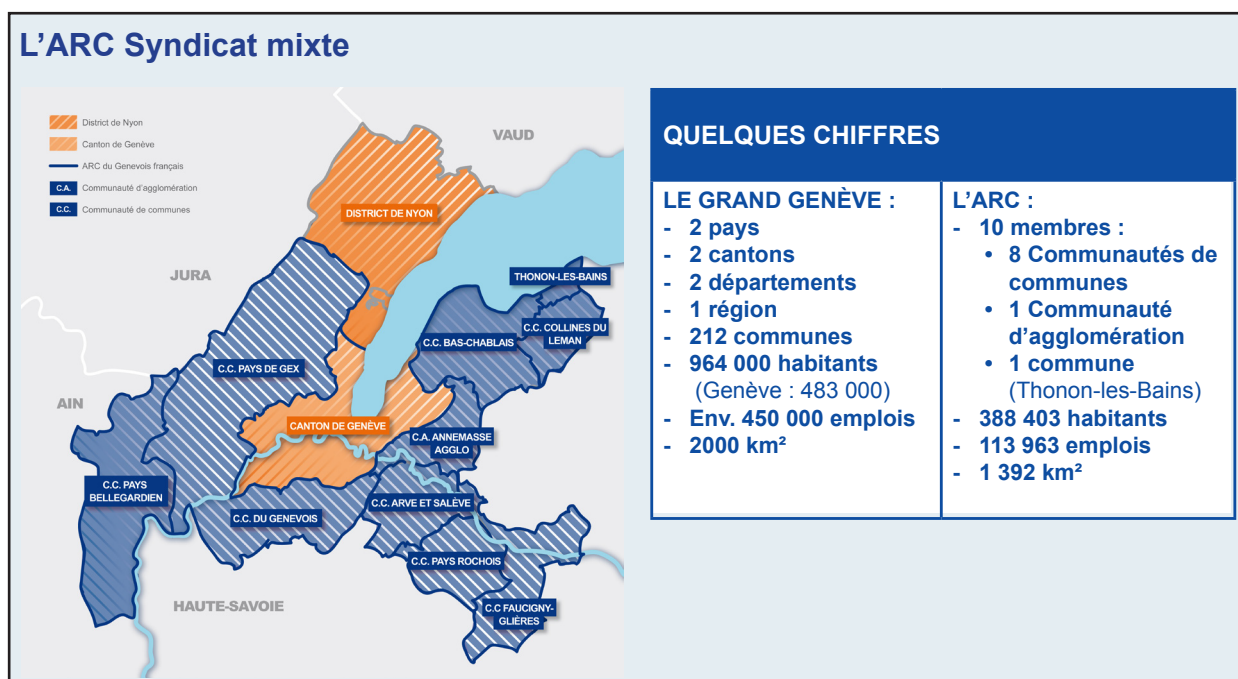 L'ARC Syndicat mixte
District de Nyon
Canton de Genève
ARC du Genevois français
C.A. Communauté d'agglomération
C.C. Communauté de communes
VAUD
DISTRICT DE NYON
JURA
THONON-LES-BAINS
C.C. COLLINES DU
LEMAN
C.C. BAS-CHABLAIS
C.C. PAYS DE GEX
AIN
CANTON DE GENÈVE
C.A. ANNEMASSE
AGGLO
C.C. PAYS
BELLEGARDIEN
C.C. ARVE ET SALÈVE
C.C. DU GENEVOIS
C.C. PAYS ROCHOIS
HAUTE-SAVOIE
C.C FAUCIGNY-
GLIÈRES
QUELQUES CHIFFRES
LE GRAND GENÈVE :
- 2 pays
- 2 cantons
- 2 départements
- 1 région
- 212 communes
- 964 000 habitants
(Genève : 483 000)
- Env. 450 000 emplois
- 2000 km²
L'ARC :
- 10 membres :
• 8 Communautés de
communes
• 1 Communauté
d'agglomération
• 1 commune
(Thonon-les-Bains)
- 388 403 habitants
- 113 963 emplois
- 1 392 km²